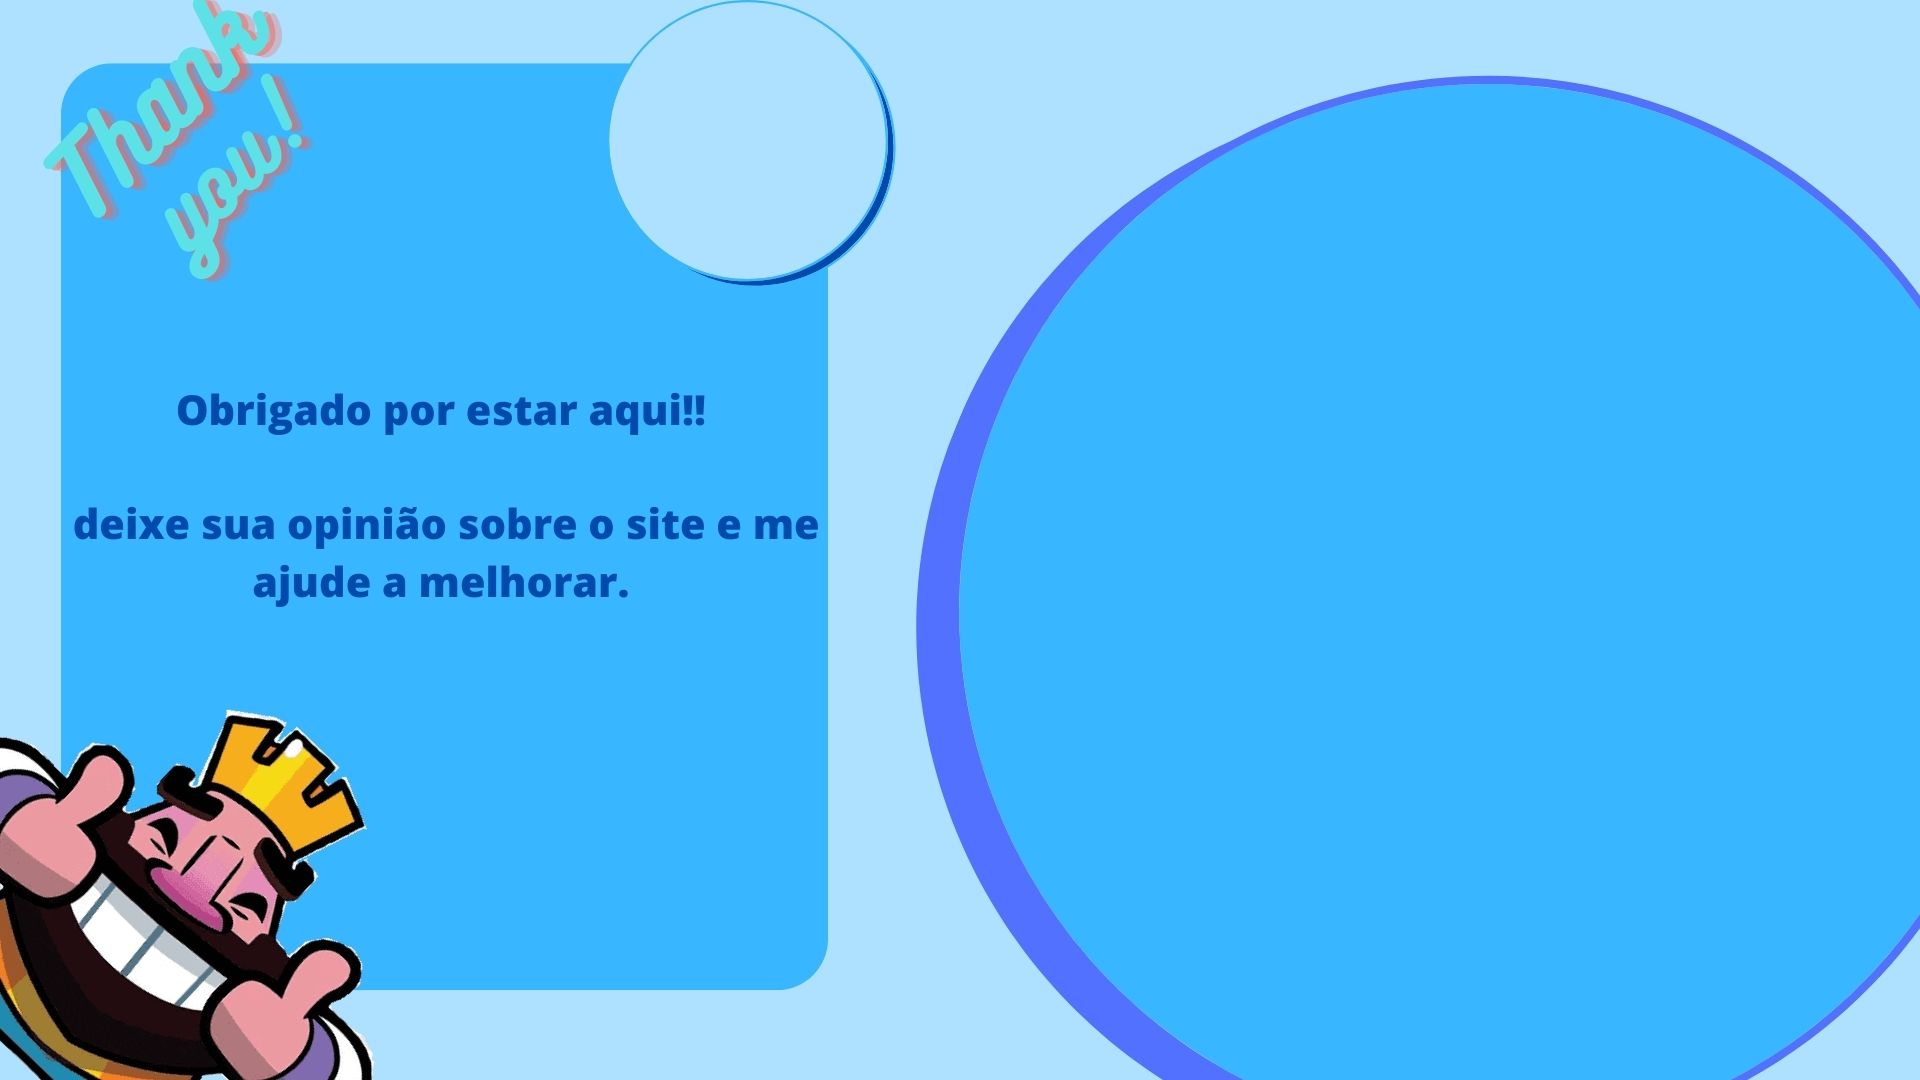 Thank
you!
Obrigado por estar aqui!!
deixe sua opinião sobre o site e me
ajude a melhorar.